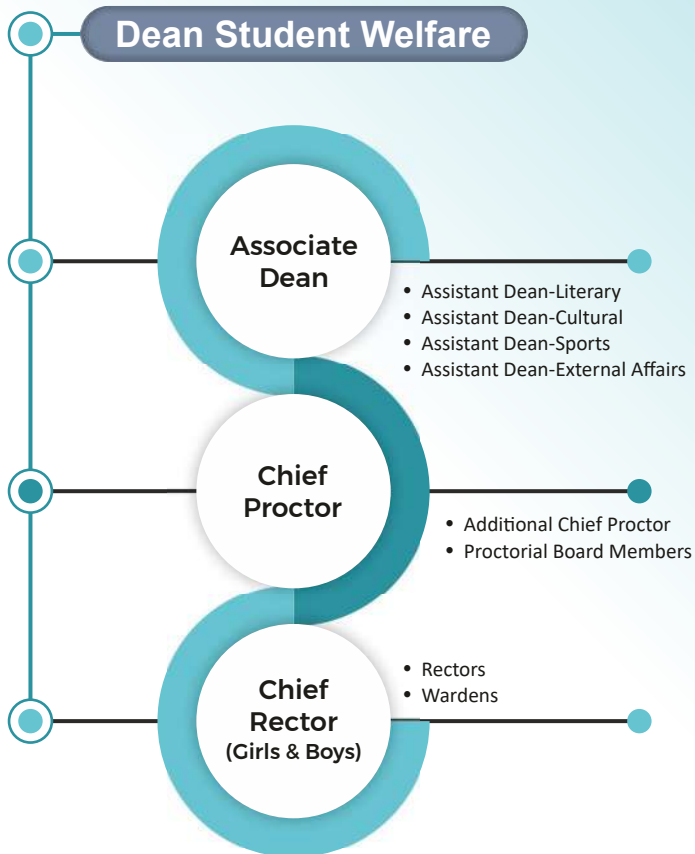 Dean Student Welfare
Associate
Dean
• Assistant Dean-Literary
• Assistant Dean-Cultural
• Assistant Dean-Sports
• Assistant Dean-External Affairs
Chief
Proctor
• Additional Chief Proctor
• Proctorial Board Members
Chief
Rector
(Girls & Boys)
• Rectors
• Wardens